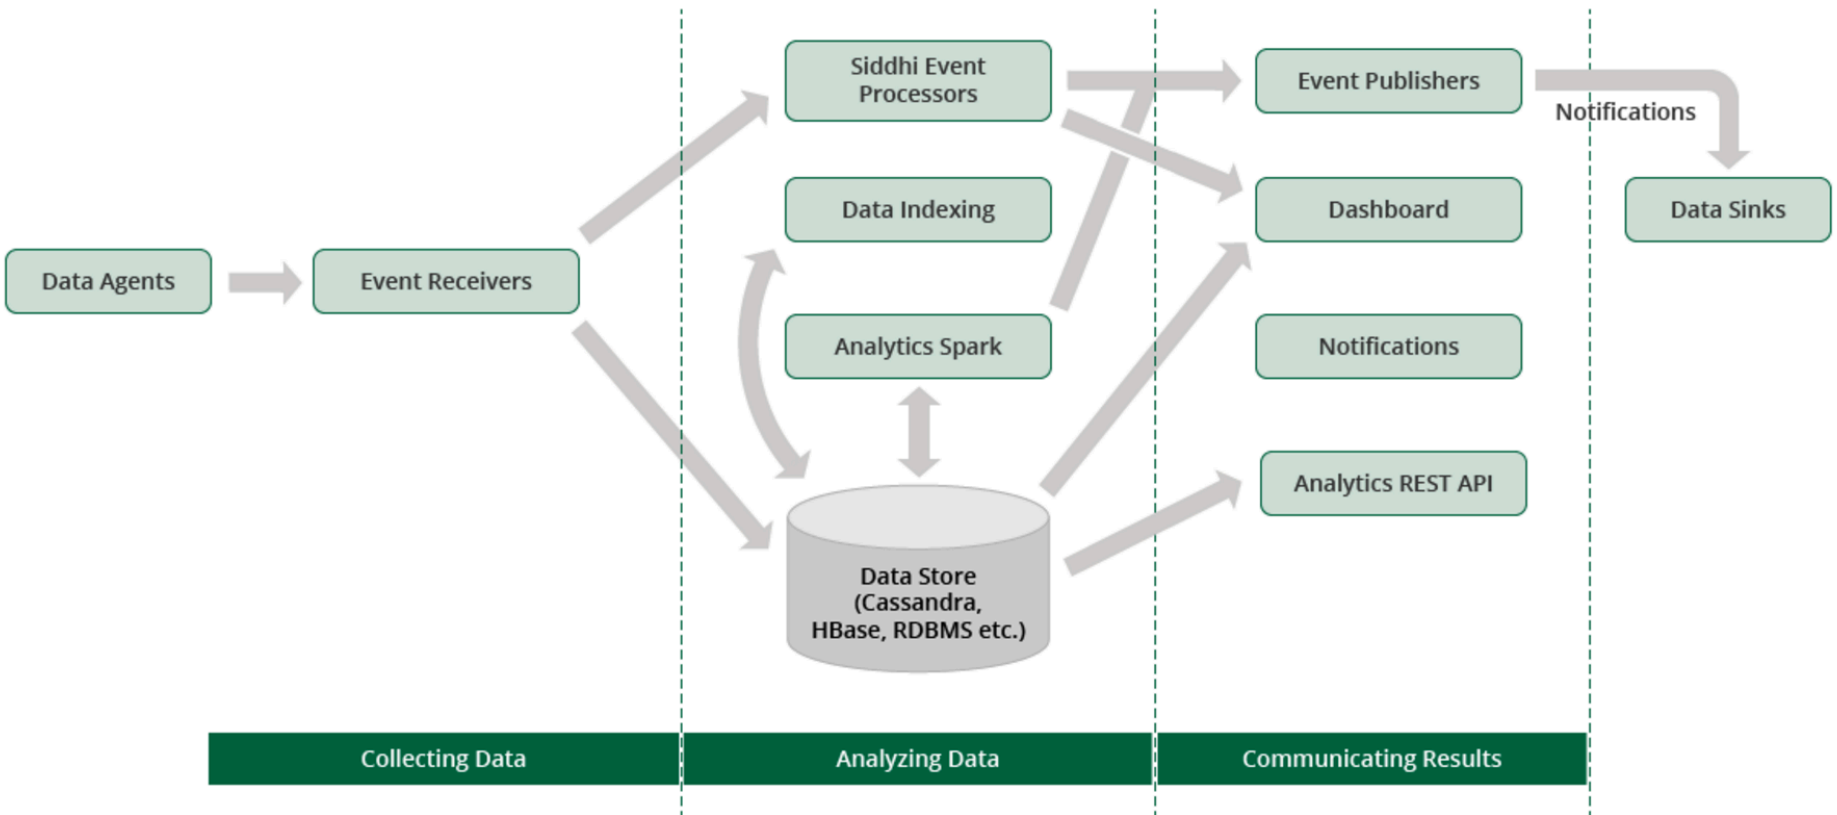 Siddhi Event
Processors
Event Publishers
Notifications
Data Indexing
Dashboard
Data Sinks
Data Agents
Event Receivers
Analytics Spark
Notifications
Analytics REST API
Data Store
(Cassandra,
HBase, RDBMS etc.)
Collecting Data
Analyzing Data
Communicating Results